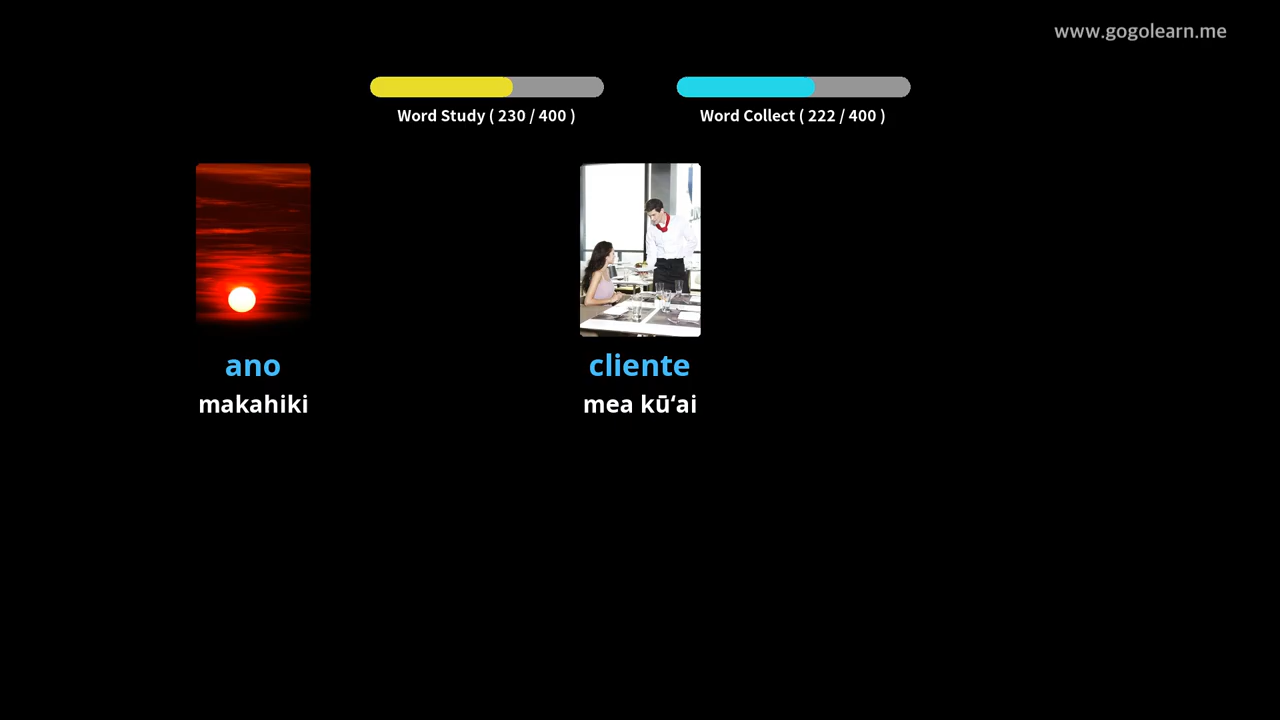 www.gogolearn.me
Word Study ( 230 / 400 )
Word Collect ( 222 / 400 )
ano
makahiki
cliente
mea kūʻai